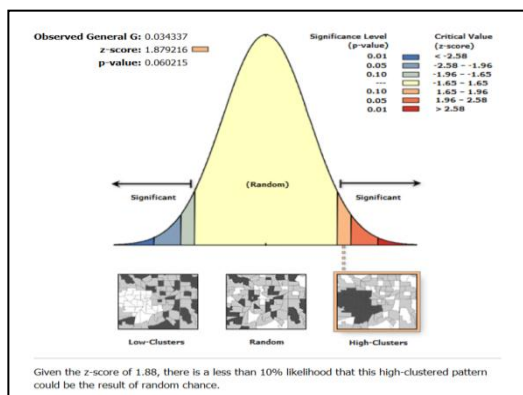 Observed General G: 0.034337
z-score: 1.879216
p-value: 0.060215
Significance Level
(p-value)
Critical Value
(z-score)
0.01 < -2.58
0.05 -2.58 - -1.96
0.10 -1.96 - -1.65
--- -1.65 - 1.65
0.10 1.65 - 1.96
0.05 1.96 - 2.58
0.01 > 2.58
Significant
(Random)
Significant
Low-Clusters
Random
High-Clusters
Given the z-score of 1.88, there is a less than 10% likelihood that this high-clustered pattern
could be the result of random chance.